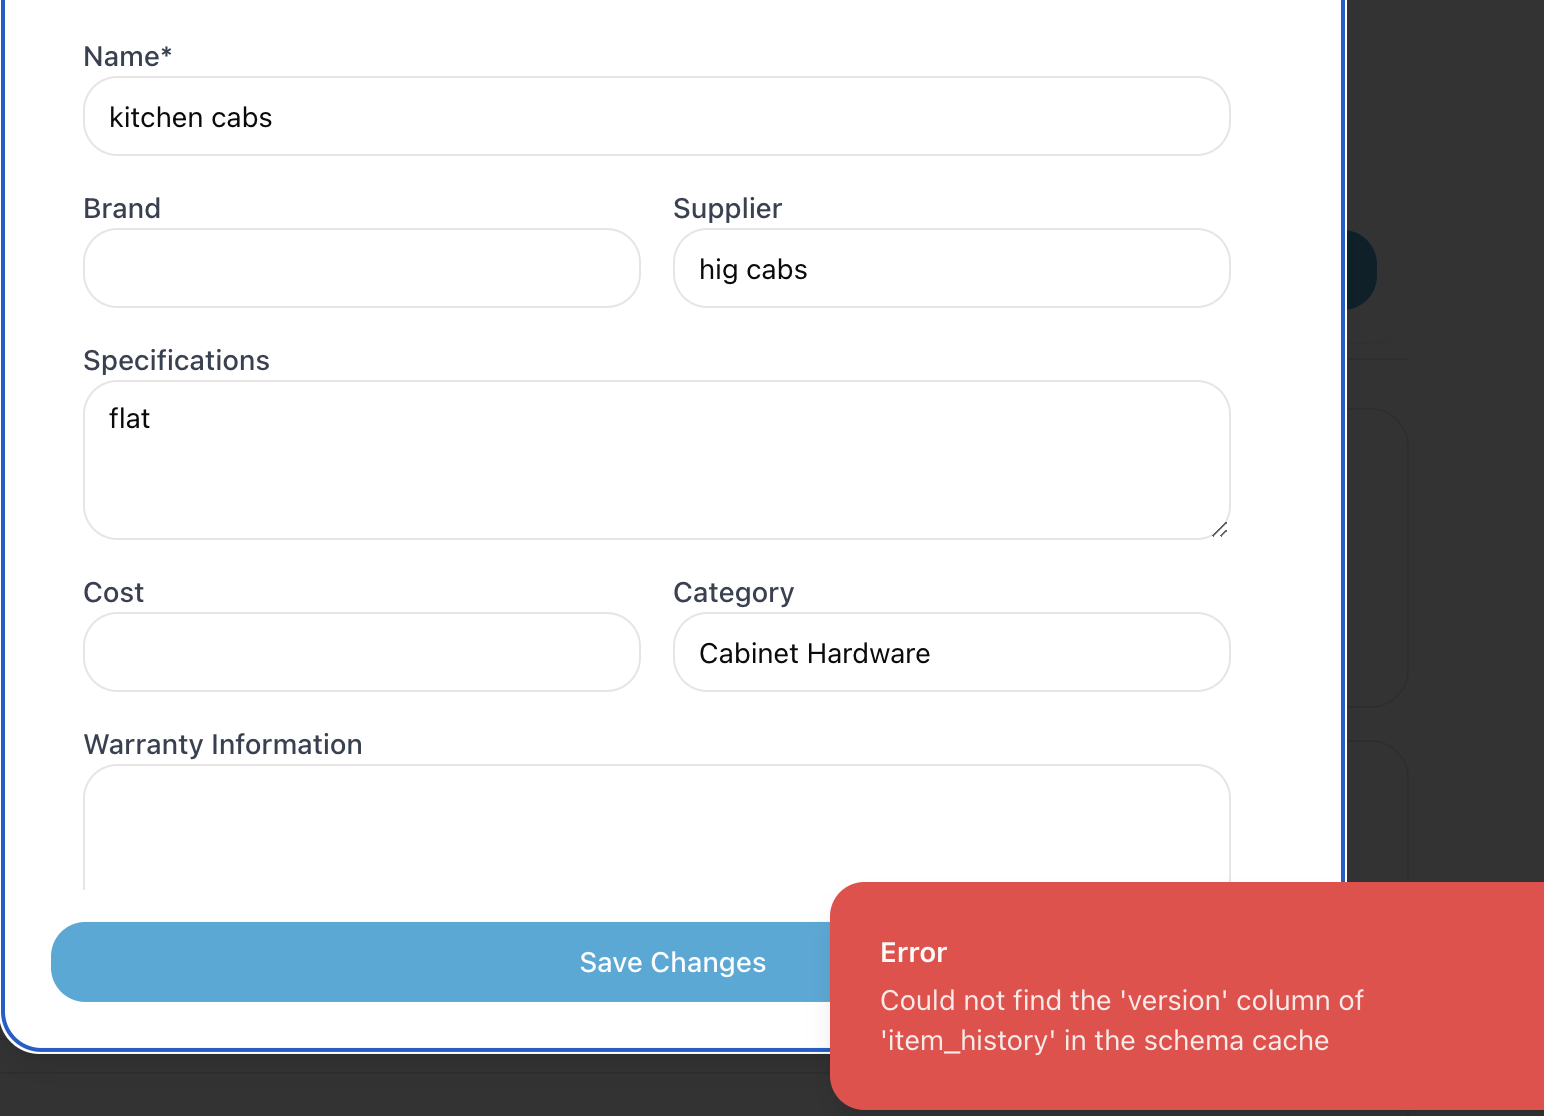 Name*
kitchen cabs
Brand
Supplier
hig cabs
Specifications
flat
Cost
Category
Cabinet Hardware
Warranty Information
Save Changes
Error
Could not find the 'version' column of
'item_history' in the schema cache